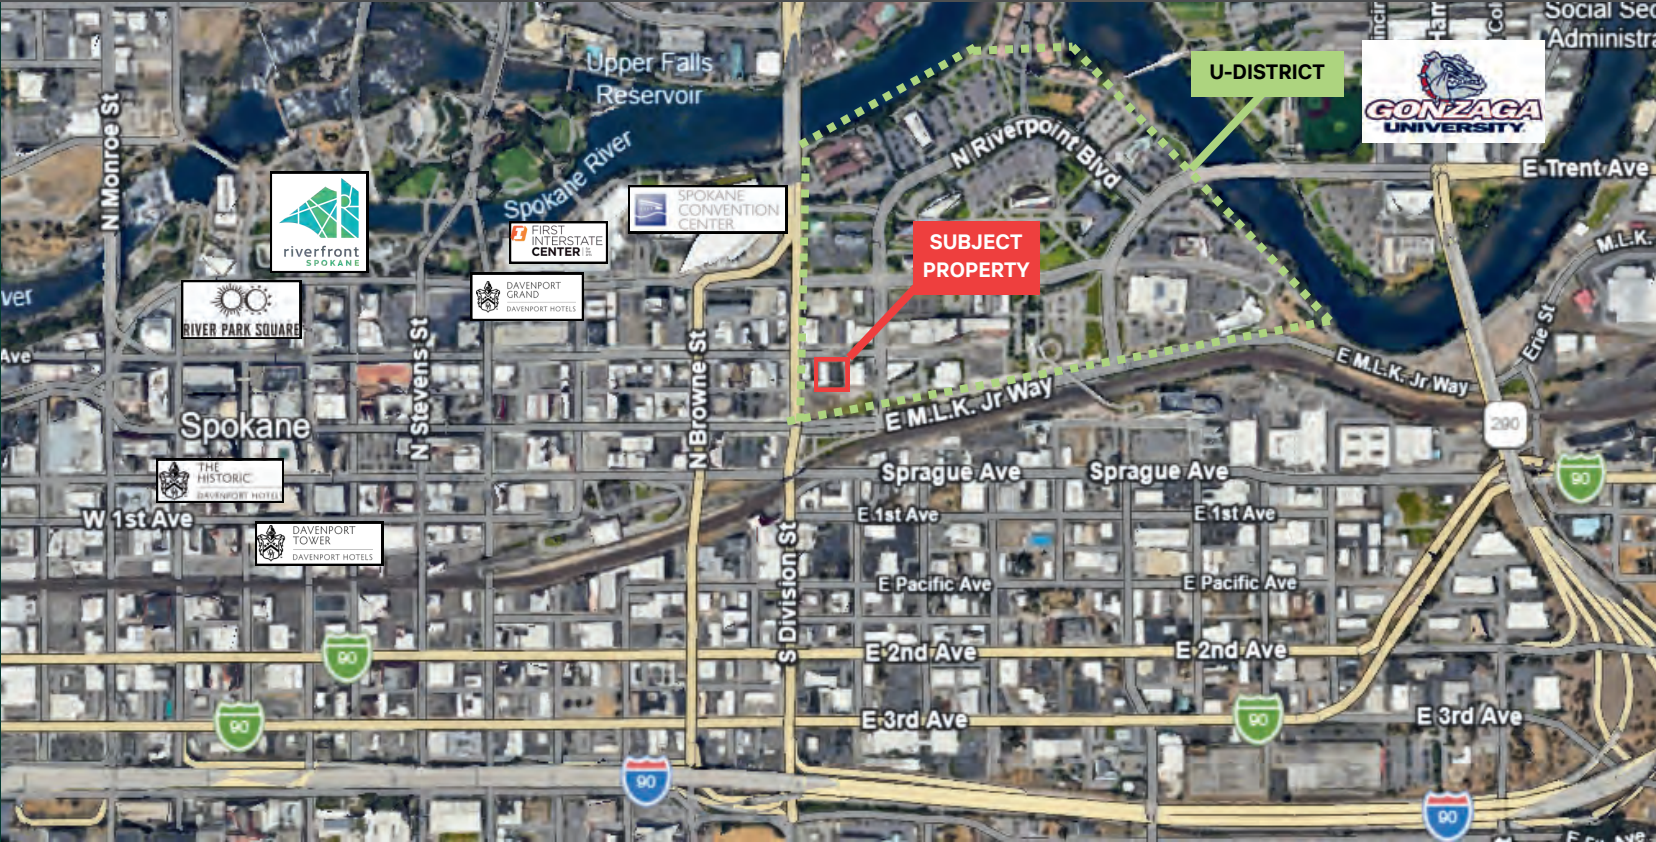 Social Sec
Administra
Upper Falls
Reservoir
U-DISTRICT
GONZAGA
UNIVERSITY
N Monroe St
N Riverpoint Blvd
E Trent Ave
Spokane River
riverfront
SPOKANE
SPOKANE
CONVENTION
CENTER
FIRST
INTERSTATE
CENTER
SUBJECT
PROPERTY
M.L.K.
ver
DAVENPORT
GRAND
DAVENPORT HOTELS
RIVER PARK SQUARE
Ave
N Stevens St
N Browne St
Erie St
E M.L.K. Jr Way
E M.L.K. Jr Way
Spokane
290
THE
HISTORIC
DAVENPORT HOTEL
Sprague Ave
Sprague Ave
90
W 1st Ave
E 1st Ave
E 1st Ave
DAVENPORT
TOWER
DAVENPORT HOTELS
S Division St
E Pacific Ave
E Pacific Ave
90
E 2nd Ave
E 2nd Ave
90
E 3rd Ave
90
E 3rd Ave
90
90